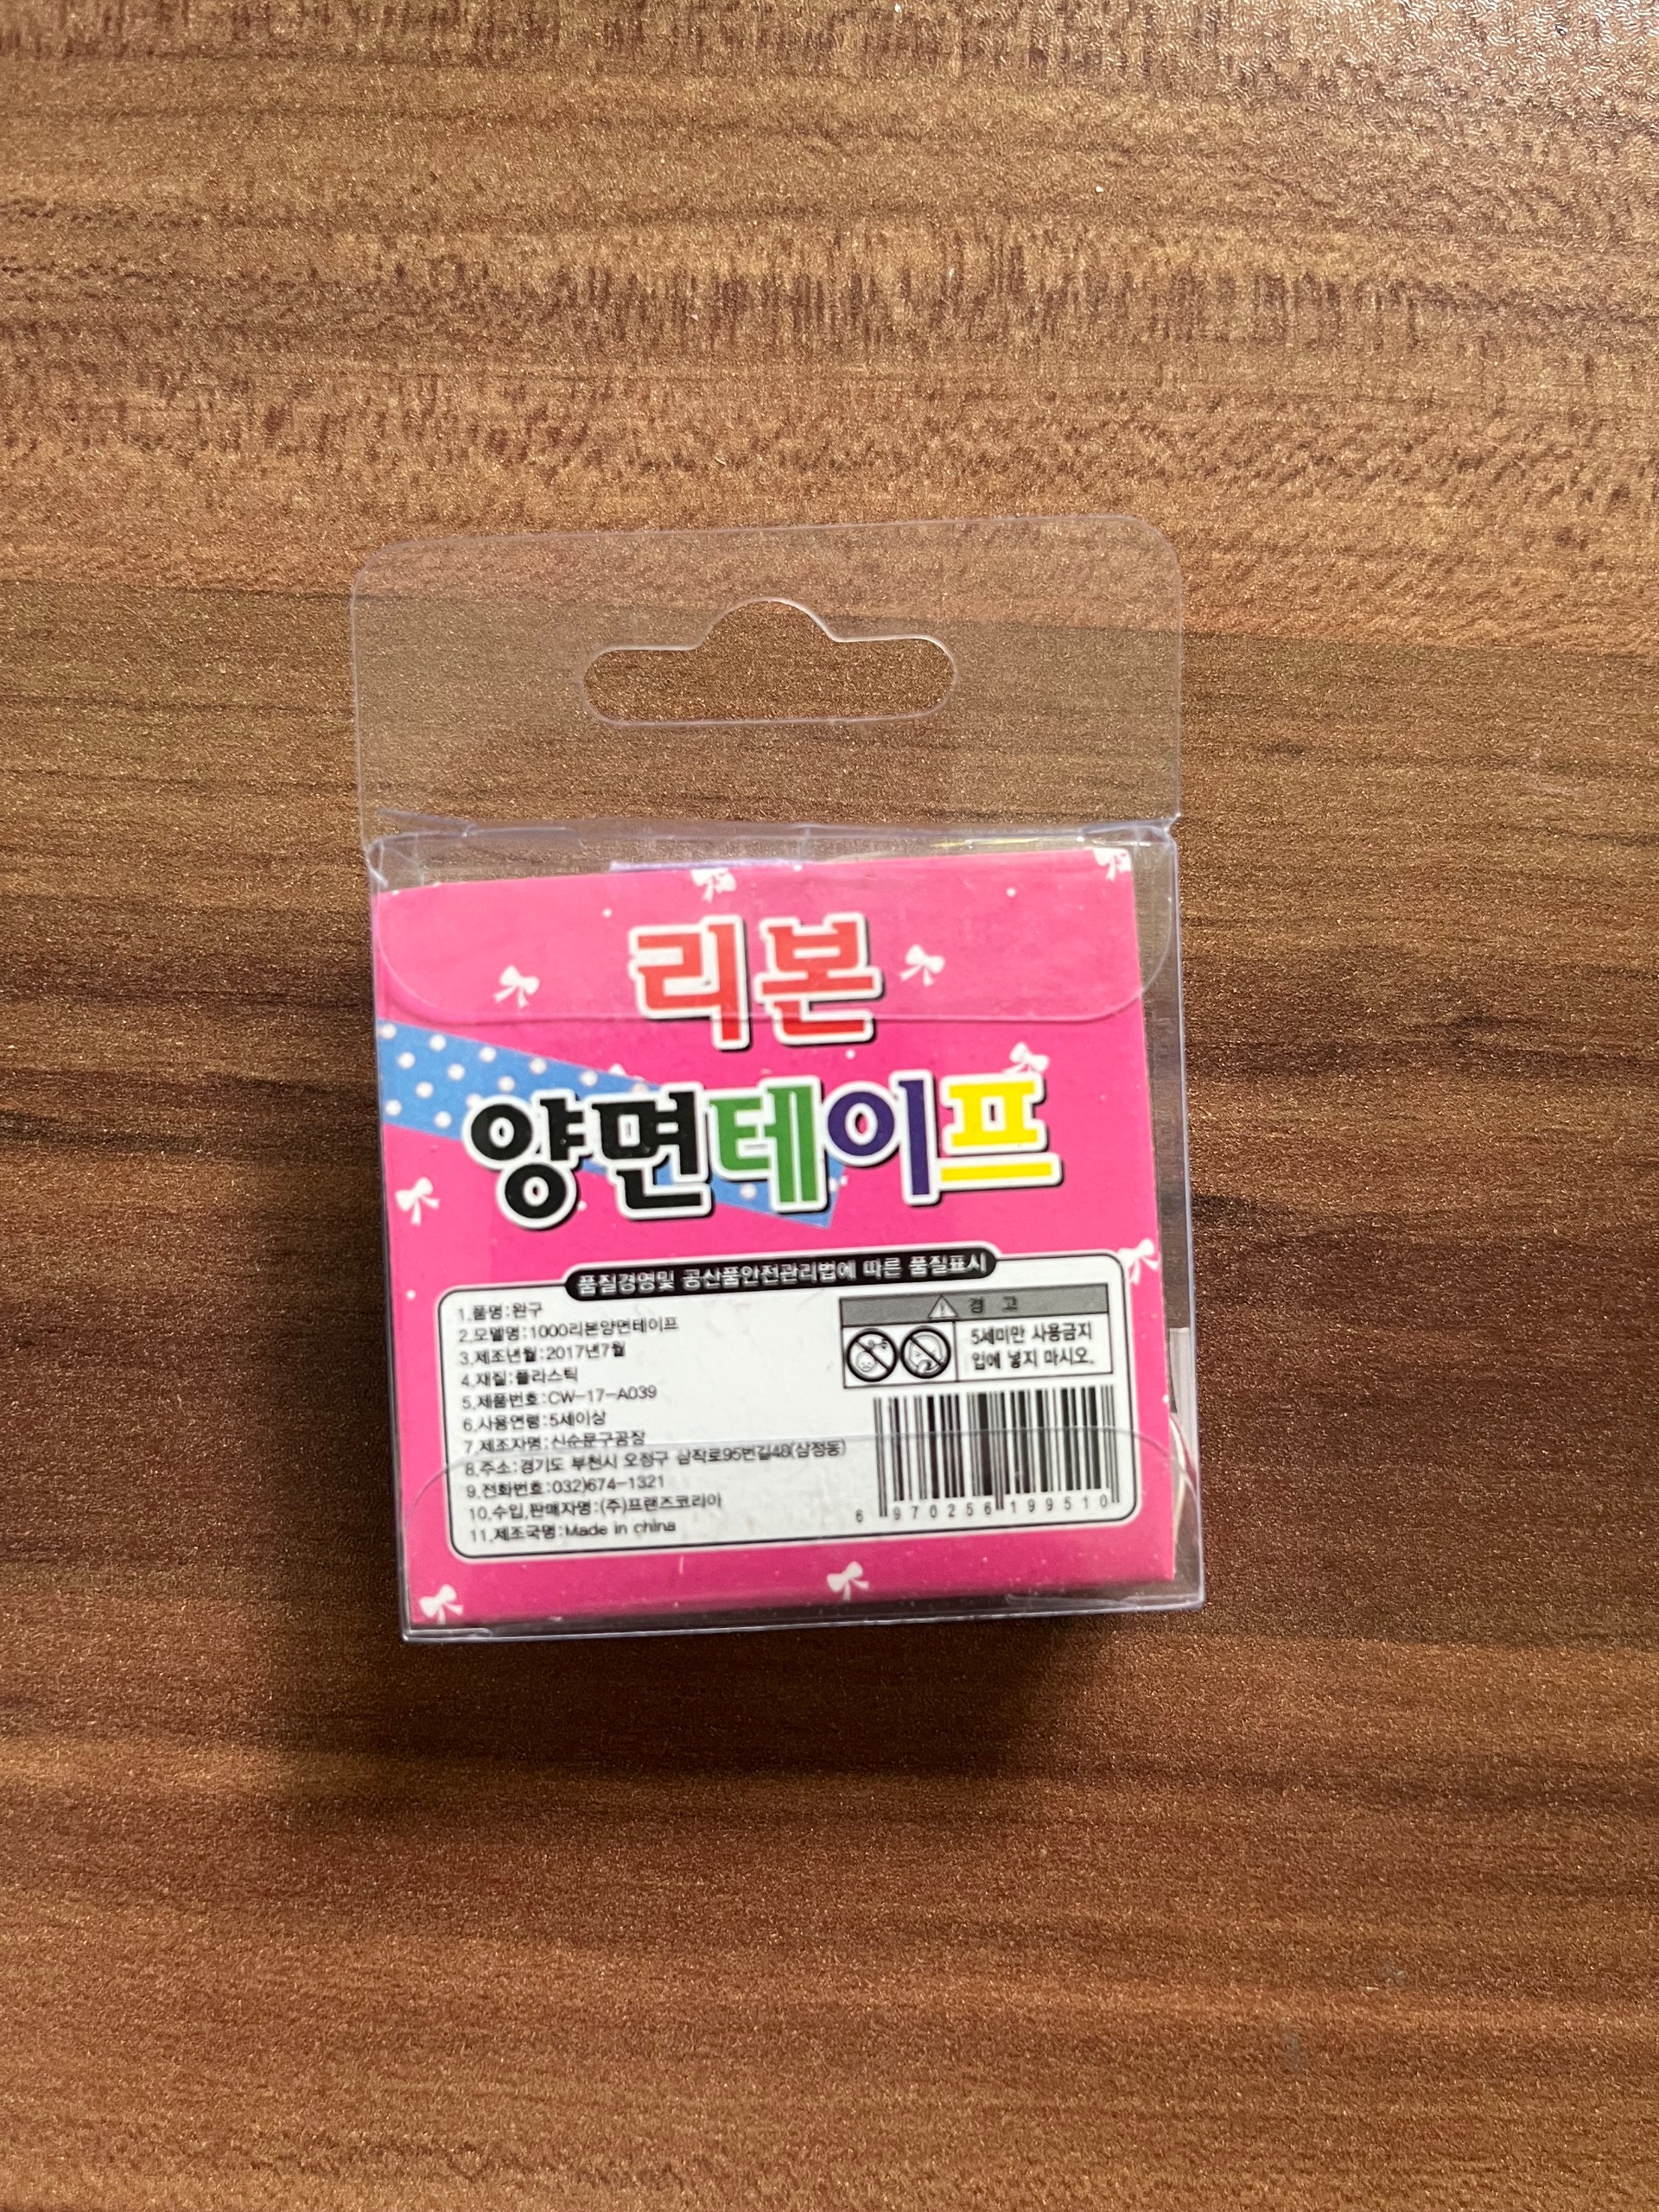 리본
양면테이프
품질경영및 공산품안전관리법에 따른 품질표시
1.품명:완구
2.모델명:1000리본양면테이프
3.제조년월:2017년7월
4.재질:플라스틱
5.제품번호:CW-17-A039
6.사용연령:5세이상
7.제조자명:신순문구공장
8.주소:경기도 부천시 오정구 삼작로95번길48(삼정동)
9.전화번호:032)674-1321
10.수입,판매자명:(주)프랜즈코리아
11.제조국명:Made in china
경 고
5세미만 사용금지
입에 넣지 마시오.
6 970256 199510